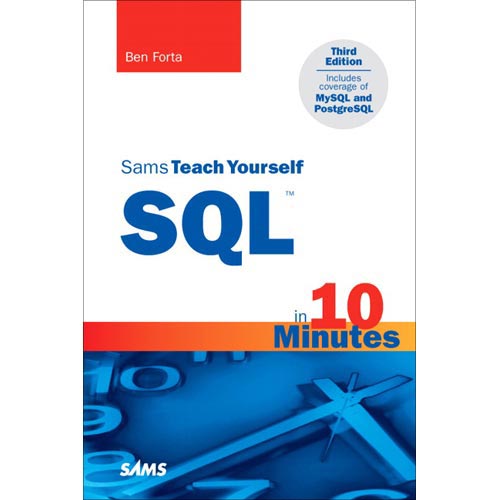 Ben Forta
Third
Edition
Includes
coverage of
MySQL and
PostgreSQL
Sams Teach Yourself
SQL™
in 10
Minutes
SAMS